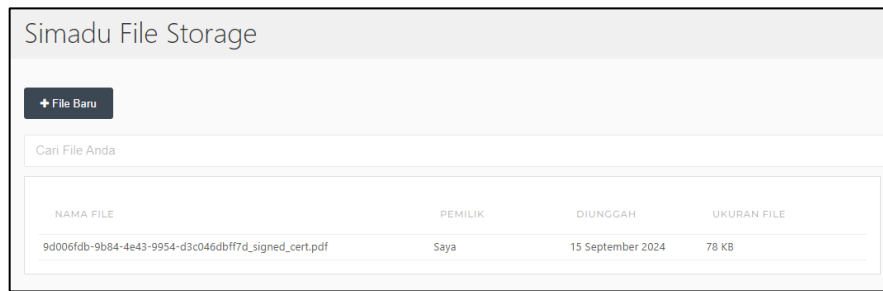 Simadu File Storage
+ File Baru
Cari File Anda
NAMA FILE PEMILIK DIUNGGAH UKURAN FILE
9d006fdb-9b84-4e43-9954-d3c046dbff7d_signed_cert.pdf Saya 15 September 2024 78 KB